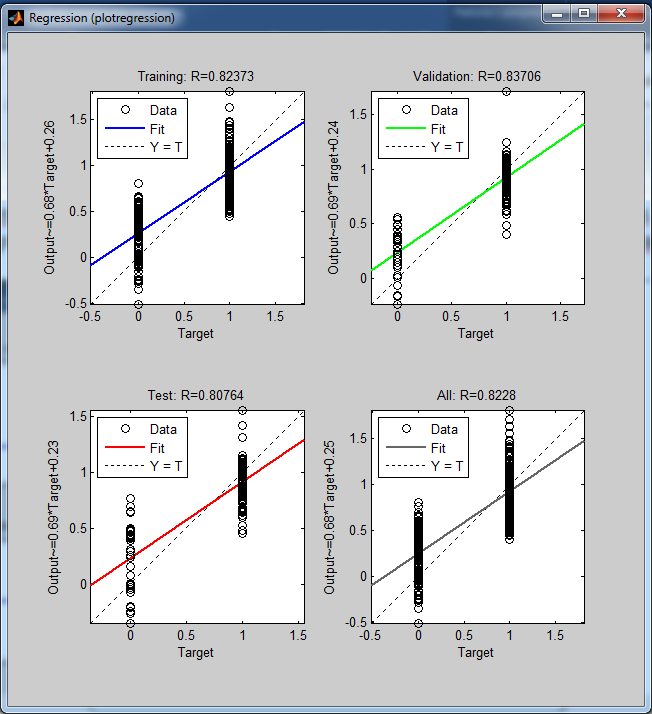 Regression (plotregression)
Training: R=0.82373
Output~=0.68*Target+0.26
1.5
1
0.5
0
-0.5
Data
Fit
Y = T
-0.5 0 0.5 1 1.5
Target
Validation: R=0.83706
Output~=0.69*Target+0.24
1.5
1
0.5
0
Data
Fit
Y = T
0 0.5 1 1.5
Target
Test: R=0.80764
Output~=0.69*Target+0.23
1.5
1
0.5
0
Data
Fit
Y = T
0 0.5 1 1.5
Target
All: R=0.8228
Output~=0.68*Target+0.25
1.5
1
0.5
0
-0.5
Data
Fit
Y = T
-0.5 0 0.5 1 1.5
Target